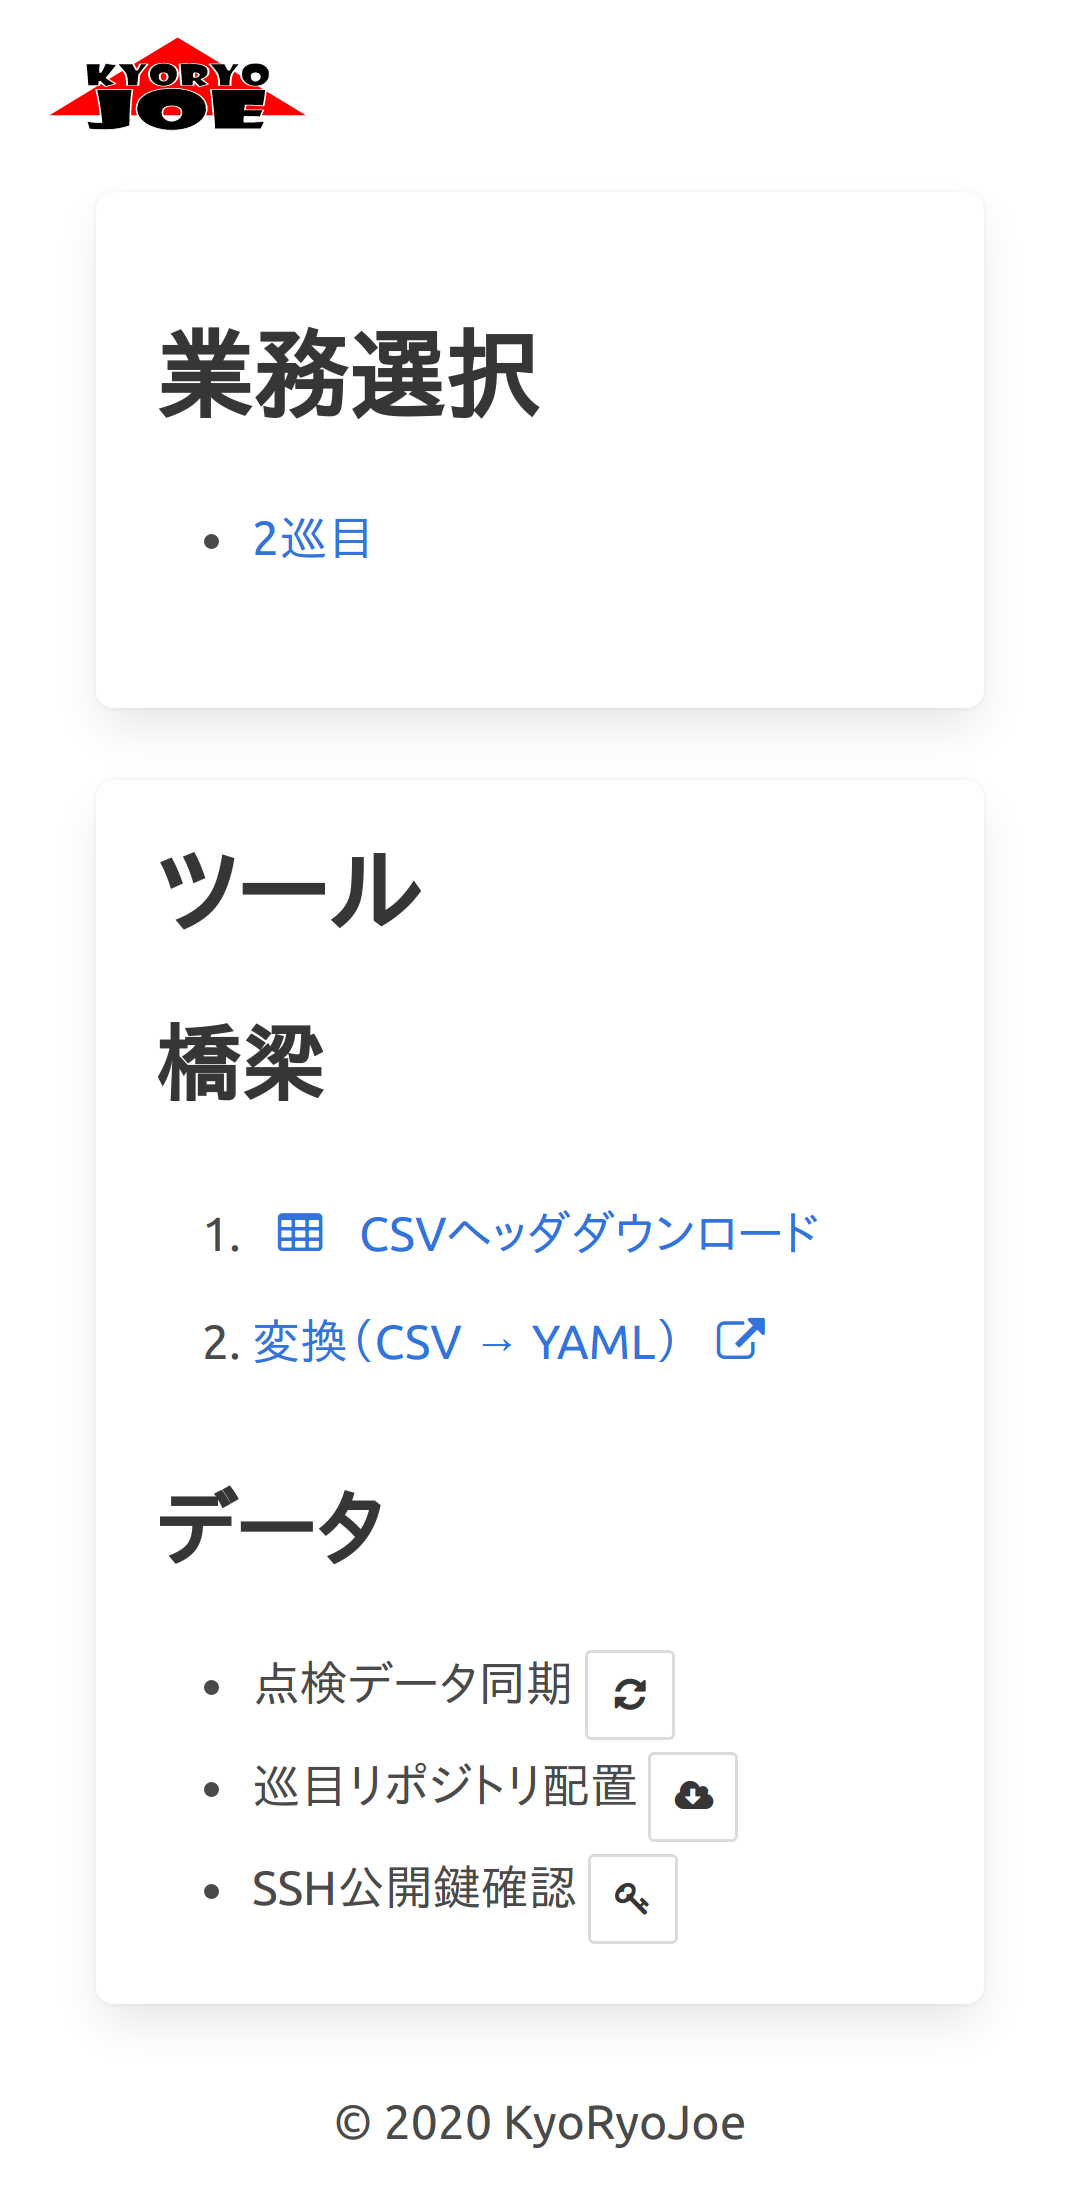 KYORYO
JOE
業務選択
• 2巡目
ツール
橋梁
1. CSVヘッダダウンロード
2. 変換（CSV → YAML）
データ
• 点検データ同期
• 巡目リポジトリ配置
• SSH公開鍵確認
© 2020 KyoRyoJoe